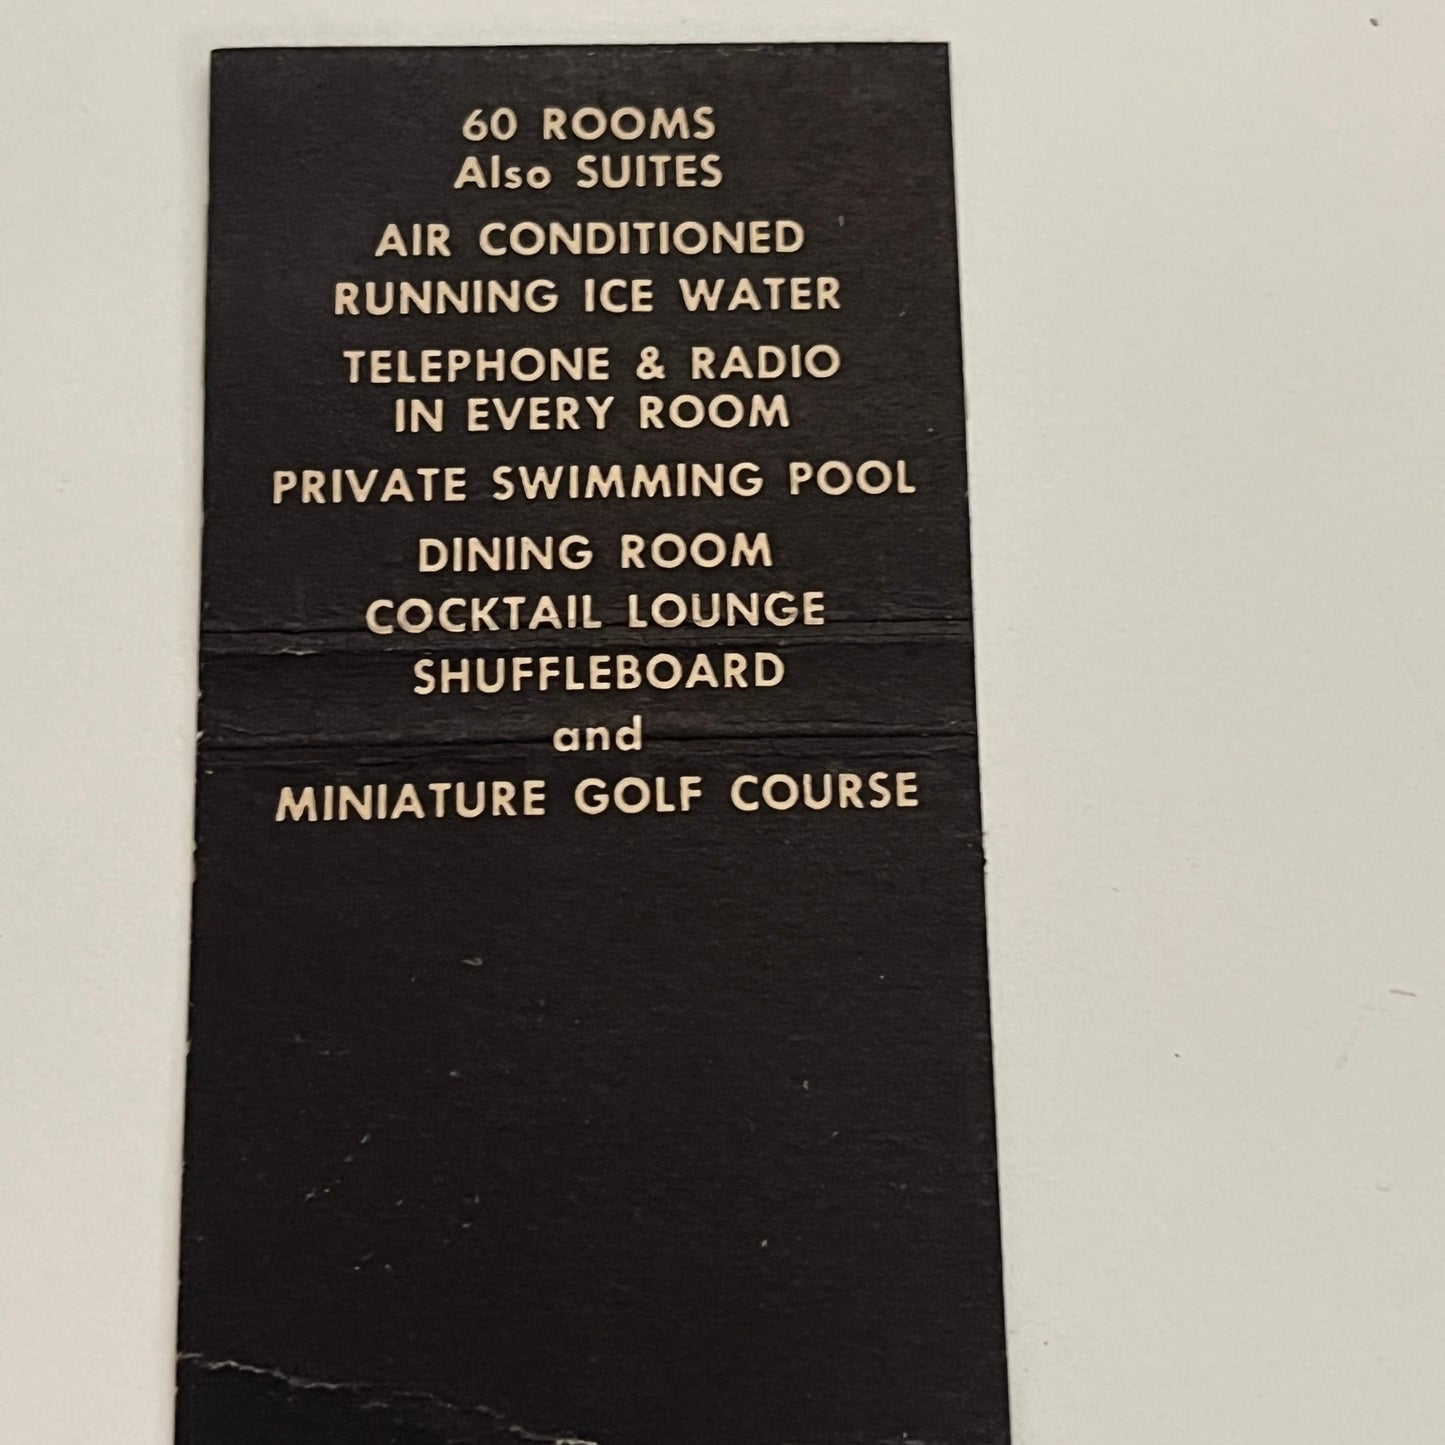 60 ROOMS
Also SUITES
AIR CONDITIONED
RUNNING ICE WATER
TELEPHONE & RADIO
IN EVERY ROOM
PRIVATE SWIMMING POOL
DINING ROOM
COCKTAIL LOUNGE
SHUFFLEBOARD
and
MINIATURE GOLF COURSE